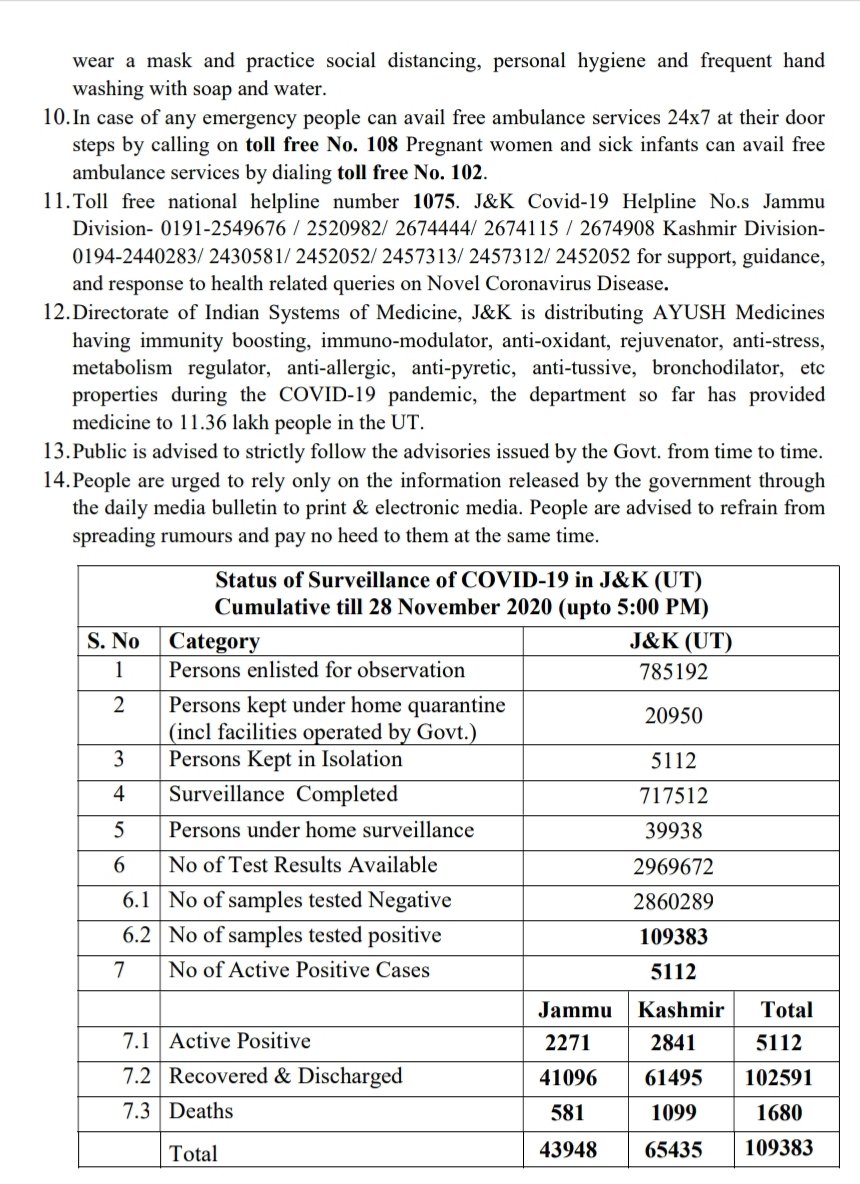 wear a mask and practice social distancing, personal hygiene and frequent hand
washing with soap and water.
10. In case of any emergency people can avail free ambulance services 24x7 at their door
steps by calling on toll free No. 108 Pregnant women and sick infants can avail free
ambulance services by dialing toll free No. 102.
11. Toll free national helpline number 1075. J&K Covid-19 Helpline No.s Jammu
Division- 0191-2549676 / 2520982/ 2674444/ 2674115 / 2674908 Kashmir Division-
0194-2440283/ 2430581/ 2452052/ 2457313/ 2457312/ 2452052 for support, guidance,
and response to health related queries on Novel Coronavirus Disease.
12. Directorate of Indian Systems of Medicine, J&K is distributing AYUSH Medicines
having immunity boosting, immuno-modulator, anti-oxidant, rejuvenator, anti-stress,
metabolism regulator, anti-allergic, anti-pyretic, anti-tussive, bronchodilator, etc
properties during the COVID-19 pandemic, the department so far has provided
medicine to 11.36 lakh people in the UT.
13. Public is advised to strictly follow the advisories issued by the Govt. from time to time.
14. People are urged to rely only on the information released by the government through
the daily media bulletin to print & electronic media. People are advised to refrain from
spreading rumours and pay no heed to them at the same time.
Status of Surveillance of COVID-19 in J&K (UT)
Cumulative till 28 November 2020 (upto 5:00 PM)
S. No Category J&K (UT)
1 Persons enlisted for observation 785192
2 Persons kept under home quarantine
(incl facilities operated by Govt.) 20950
3 Persons Kept in Isolation 5112
4 Surveillance Completed 717512
5 Persons under home surveillance 39938
6 No of Test Results Available 2969672
6.1 No of samples tested Negative 2860289
6.2 No of samples tested positive 109383
7 No of Active Positive Cases 5112
Jammu Kashmir Total
7.1 Active Positive 2271 2841 5112
7.2 Recovered & Discharged 41096 61495 102591
7.3 Deaths 581 1099 1680
Total 43948 65435 109383